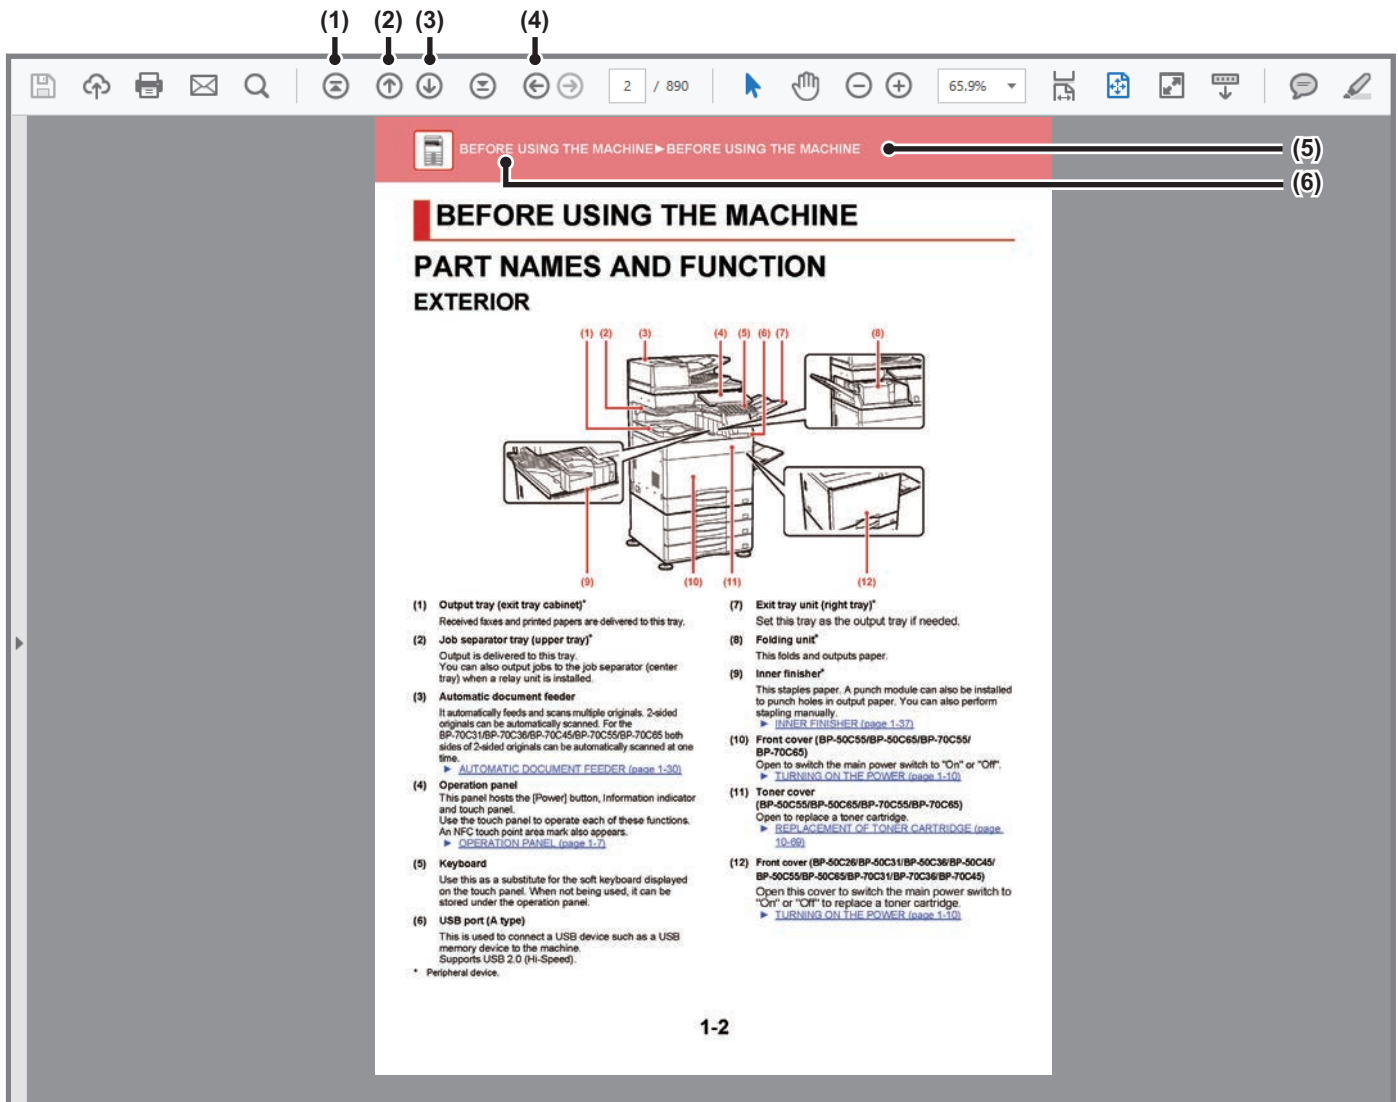 (1) (2) (3) (4)
2 / 890 65.9%
BEFORE USING THE MACHINE►BEFORE USING THE MACHINE
(5)
(6)
BEFORE USING THE MACHINE
PART NAMES AND FUNCTION
EXTERIOR
(1) (2) (3) (4) (5) (6) (7) (8)
(9) (10) (11) (12)
(1) Output tray (exit tray cabinet)*
Received faxes and printed papers are delivered to this tray.
(2) Job separator tray (upper tray)*
Output is delivered to this tray.
You can also output jobs to the job separator (center
tray) when a relay unit is installed.
(3) Automatic document feeder
It automatically feeds and scans multiple originals. 2-sided
originals can be automatically scanned. For the
BP-70C31/BP-70C36/BP-70C45/BP-70C55/BP-70C65 both
sides of 2-sided originals can be automatically scanned at one
time.
► AUTOMATIC DOCUMENT FEEDER (page 1-30)
(4) Operation panel
This panel hosts the [Power] button, Information indicator
and touch panel.
Use the touch panel to operate each of these functions.
An NFC touch point area mark also appears.
► OPERATION PANEL (page 1-7)
(5) Keyboard
Use this as a substitute for the soft keyboard displayed
on the touch panel. When not being used, it can be
stored under the operation panel.
(6) USB port (A type)
This is used to connect a USB device such as a USB
memory device to the machine.
Supports USB 2.0 (Hi-Speed).
* Peripheral device.
(7) Exit tray unit (right tray)*
Set this tray as the output tray if needed.
(8) Folding unit*
This folds and outputs paper.
(9) Inner finisher*
This staples paper. A punch module can also be installed
to punch holes in output paper. You can also perform
stapling manually.
► INNER FINISHER (page 1-37)
(10) Front cover (BP-50C55/BP-50C65/BP-70C55/
BP-70C65)
Open to switch the main power switch to "On" or "Off".
► TURNING ON THE POWER (page 1-10)
(11) Toner cover
(BP-50C55/BP-50C65/BP-70C55/BP-70C65)
Open to replace a toner cartridge.
► REPLACEMENT OF TONER CARTRIDGE (page
10-69)
(12) Front cover (BP-50C26/BP-50C31/BP-50C36/BP-50C45/
BP-50C55/BP-50C65/BP-70C31/BP-70C36/BP-70C45)
Open this cover to switch the main power switch to
"On" or "Off" to replace a toner cartridge.
► TURNING ON THE POWER (page 1-10)
1-2